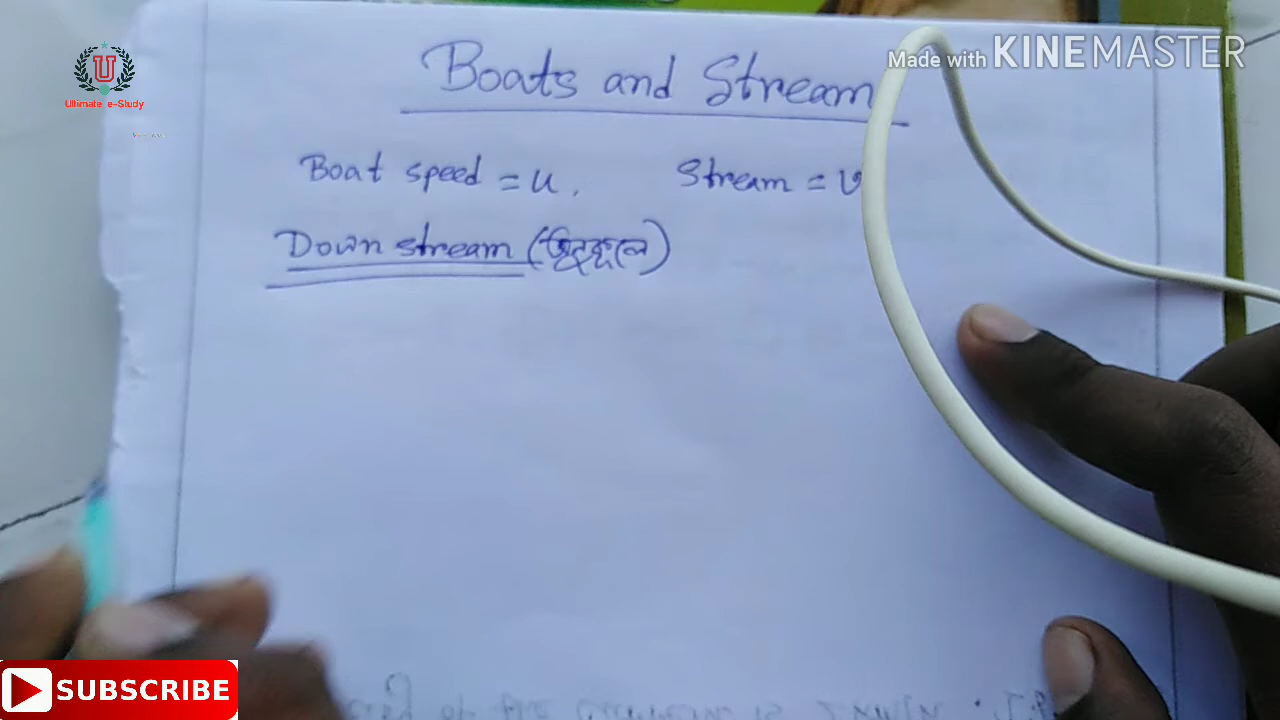 Made with KINEMASTER
U
Ultimate e-Study
Boats and Stream
Boat speed = u, Stream = v
Down stream (অনুকূলে)
SUBSCRIBE